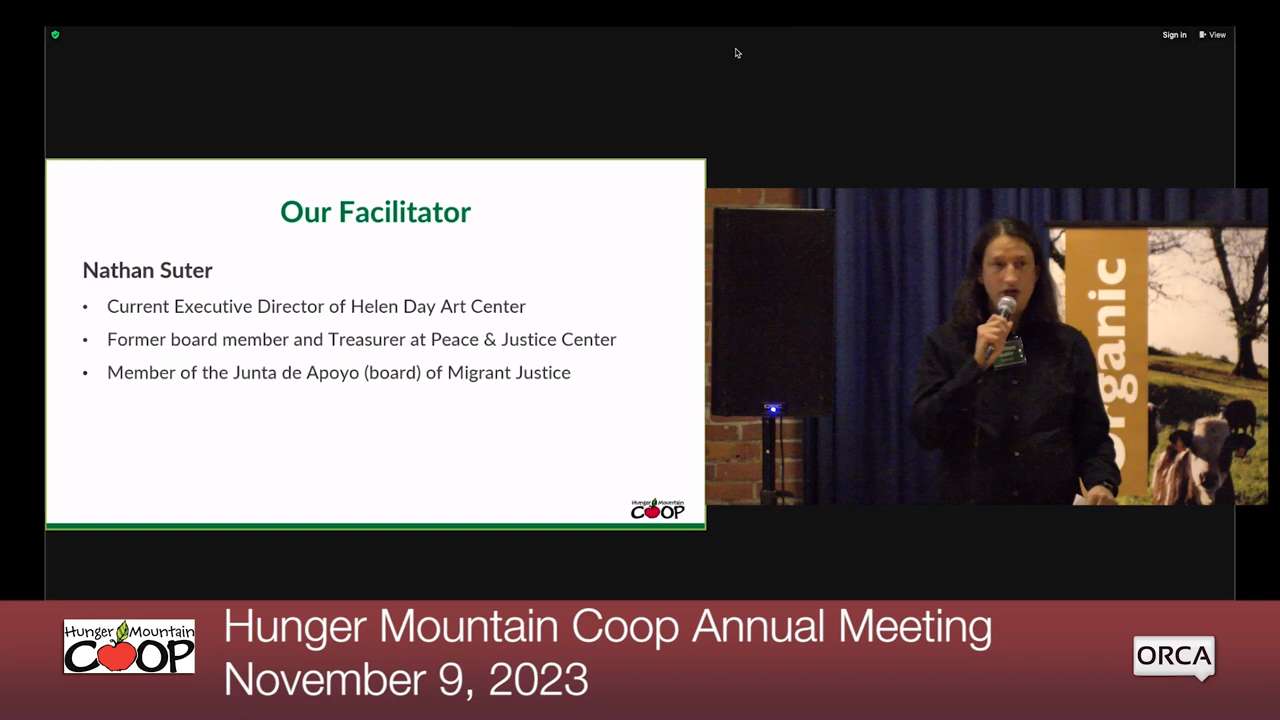 Sign in
View
Our Facilitator
Nathan Suter
• Current Executive Director of Helen Day Art Center
• Former board member and Treasurer at Peace & Justice Center
• Member of the Junta de Apoyo (board) of Migrant Justice
Hunger Mountain
COOP
organic
Hunger Mountain
COOP
Hunger Mountain Coop Annual Meeting
November 9, 2023
ORCA